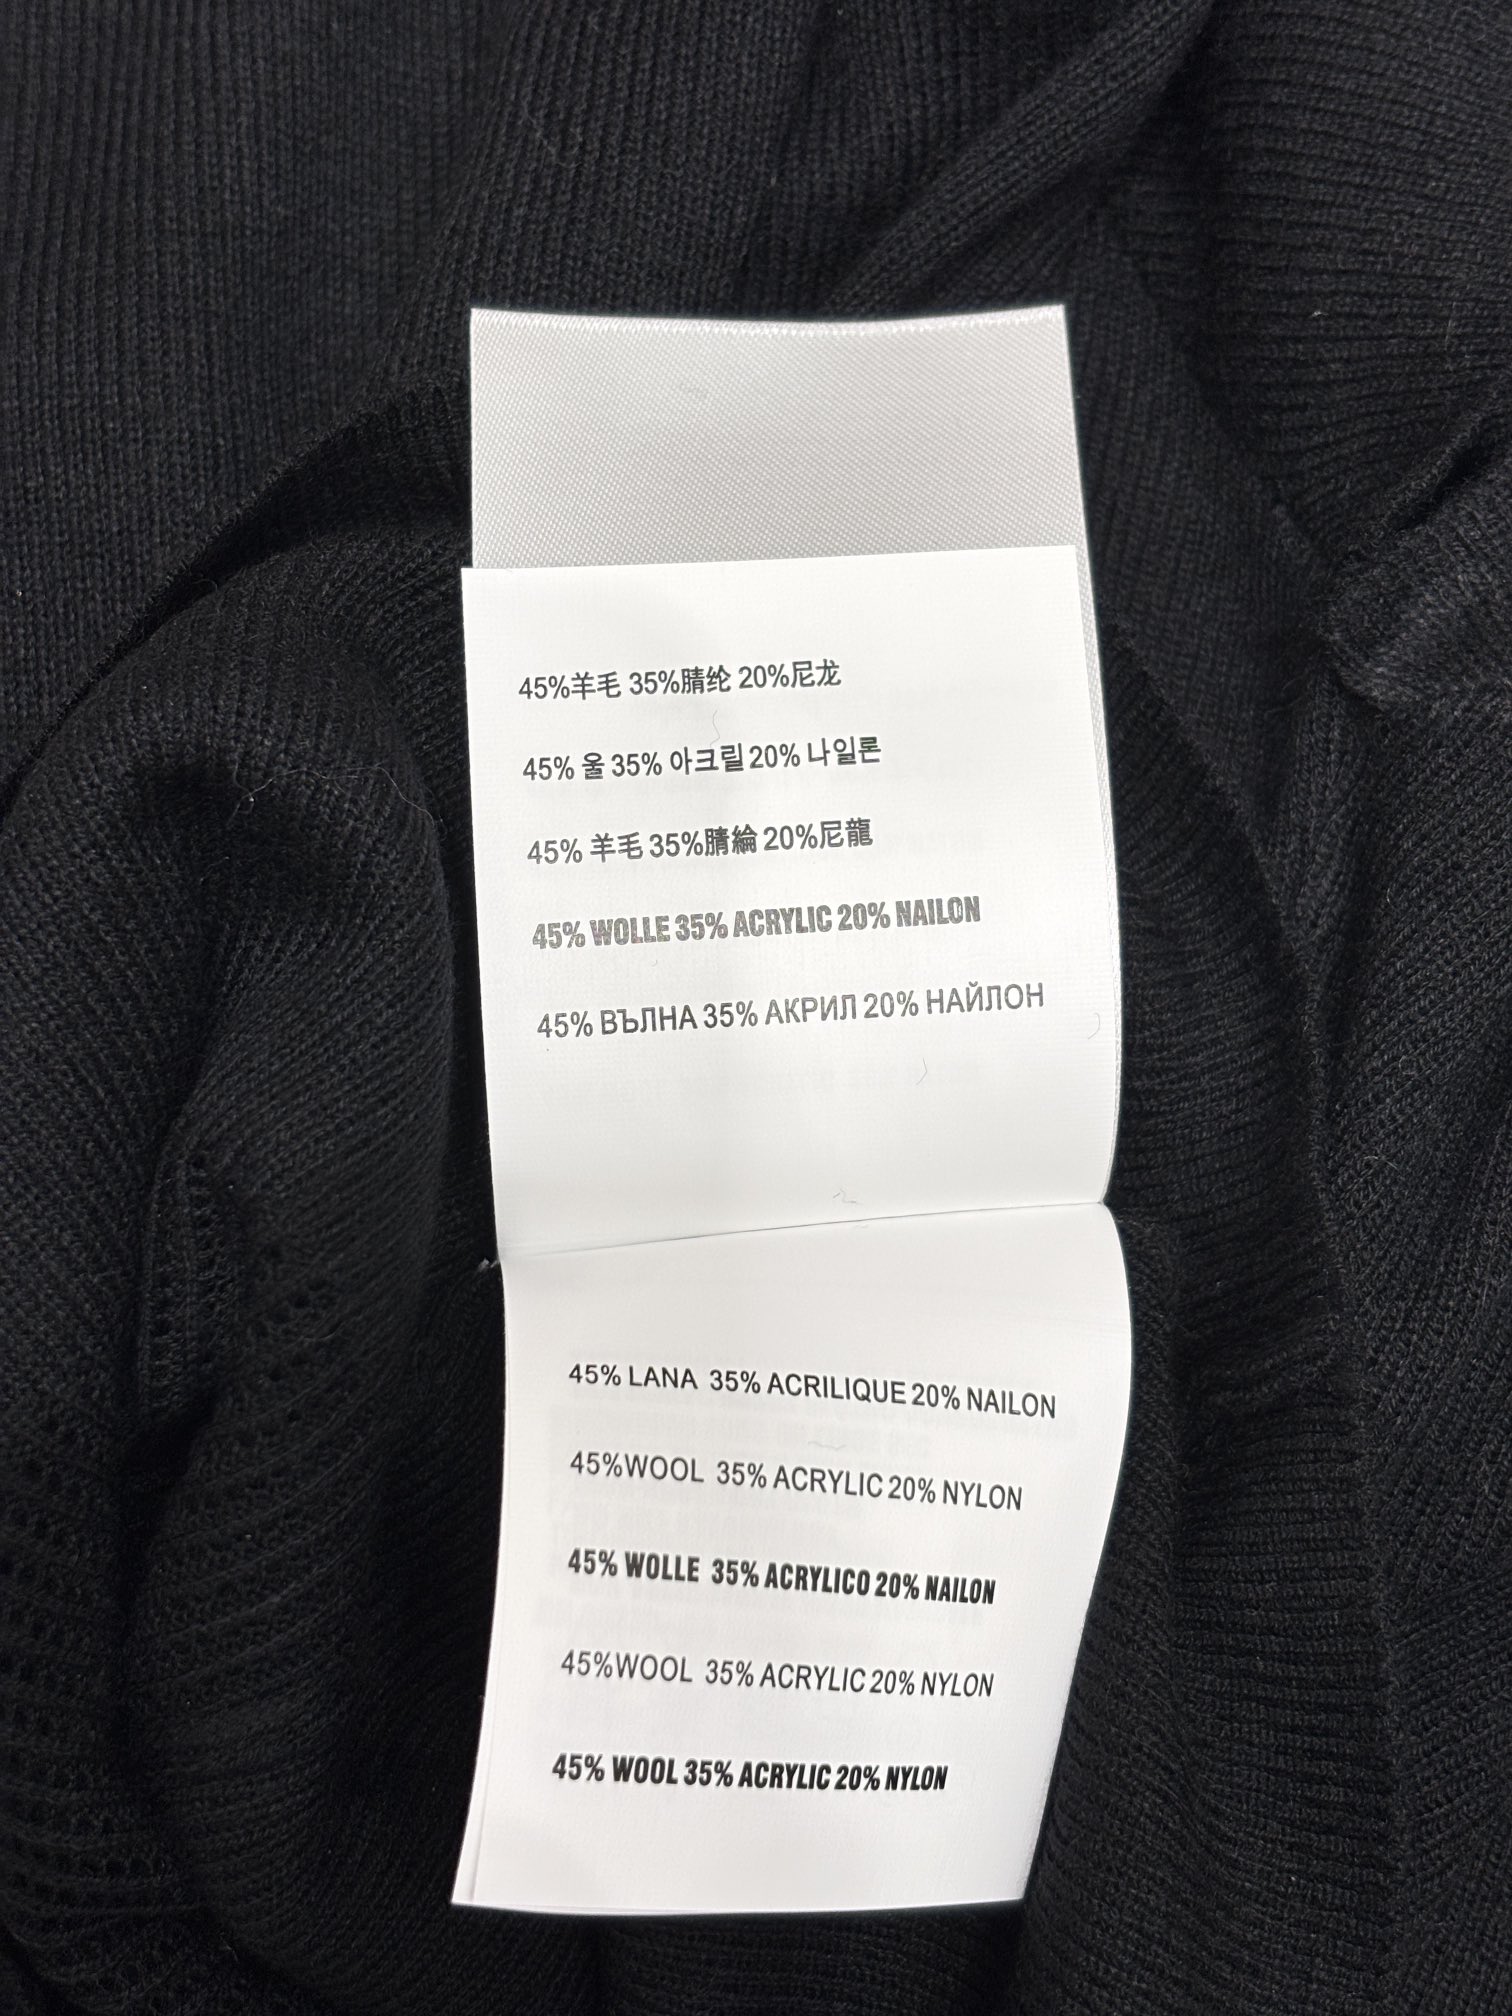 45%羊毛 35%腈纶 20%尼龙
45% 울 35% 아크릴 20% 나일론
45% 羊毛 35%腈綸 20%尼龍
45% WOLLE 35% ACRYLIC 20% NAILON
45% ВЪЛНА 35% АКРИЛ 20% НАЙЛОН
45% LANA 35% ACRILIQUE 20% NAILON
45%WOOL 35% ACRYLIC 20% NYLON
45% WOLLE 35% ACRYLICO 20% NAILON
45%WOOL 35% ACRYLIC 20% NYLON
45% WOOL 35% ACRYLIC 20% NYLON